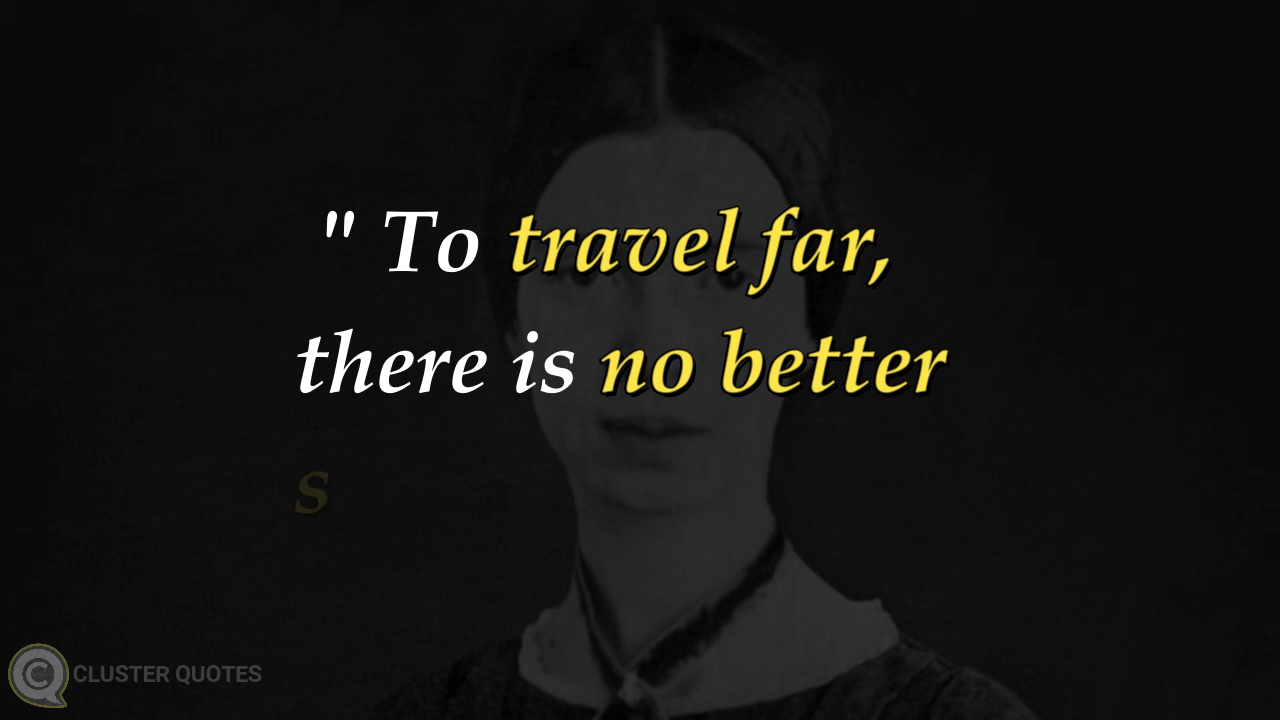 " To travel far,
there is no better
s
CLUSTER QUOTES